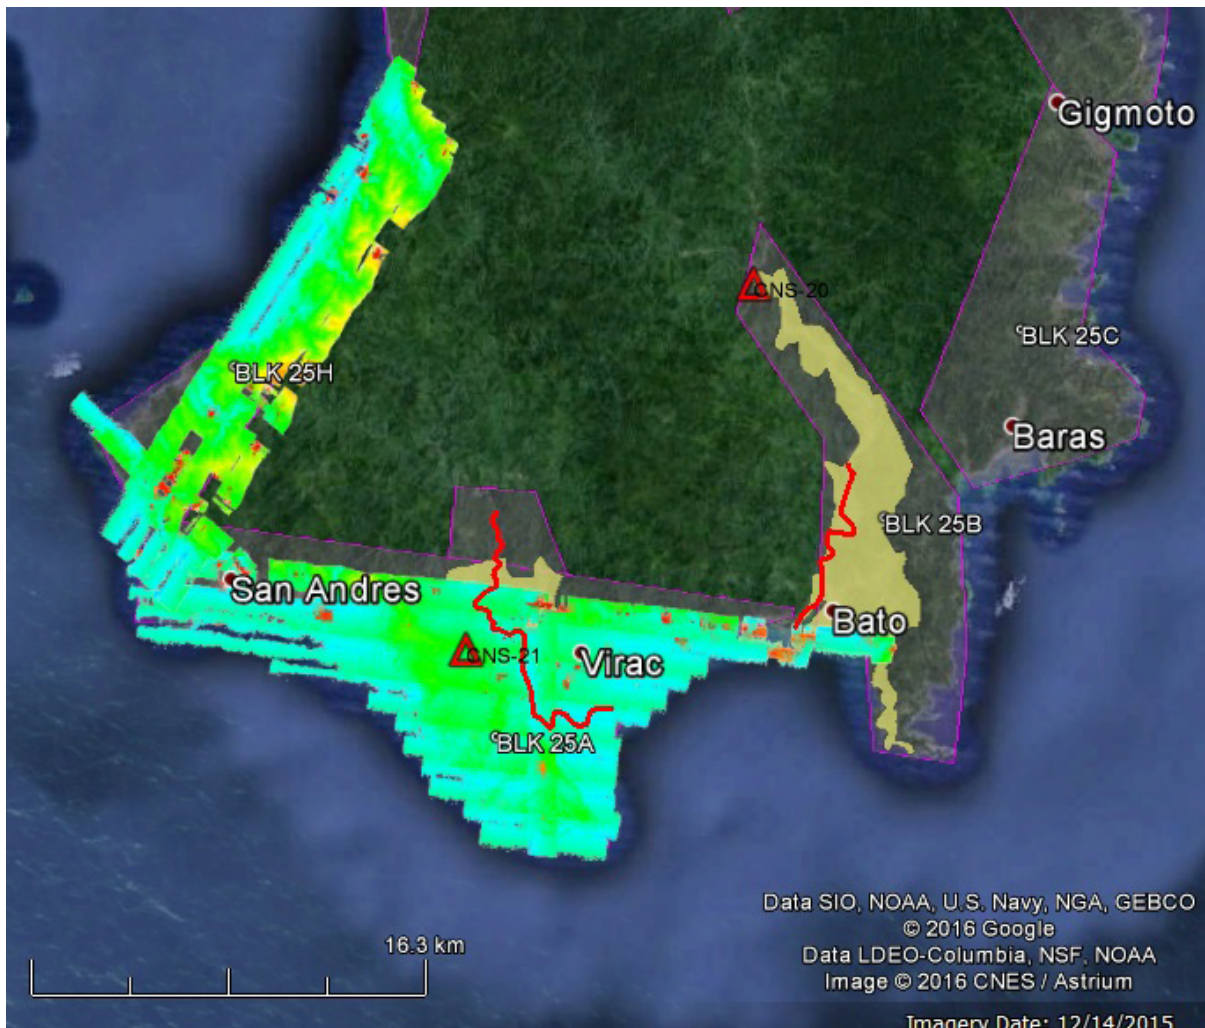 Gigmoto
CNS-20
BLK 25C
BLK 25H
Baras
BLK 25B
San Andres
Bato
CNS-21
Virac
BLK 25A
Data SIO, NOAA, U.S. Navy, NGA, GEBCO
© 2016 Google
16.3 km
Data LDEO-Columbia, NSF, NOAA
Image © 2016 CNES / Astrium
Imagery Date: 12/14/2015